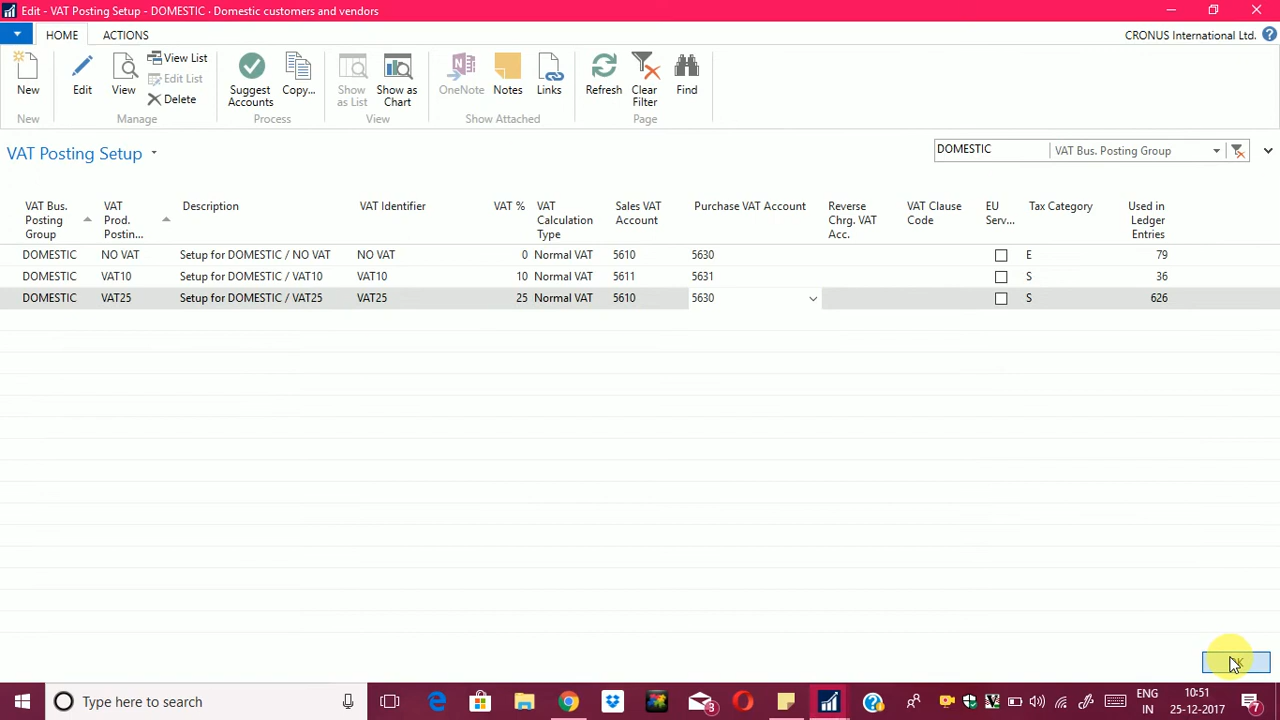 Edit - VAT Posting Setup - DOMESTIC · Domestic customers and vendors
HOME ACTIONS CRONUS International Ltd.
New Edit View View List Edit List Delete Suggest Accounts Copy... Show as List Show as Chart OneNote Notes Links Refresh Clear Filter Find
New Manage Process View Show Attached Page
VAT Posting Setup DOMESTIC VAT Bus. Posting Group
VAT Bus. Posting Group VAT Prod. Postin... Description VAT Identifier VAT % VAT Calculation Type Sales VAT Account Purchase VAT Account Reverse Chrg. VAT Acc. VAT Clause Code EU Serv... Tax Category Used in Ledger Entries
DOMESTIC NO VAT Setup for DOMESTIC / NO VAT NO VAT 0 Normal VAT 5610 5630 E 79
DOMESTIC VAT10 Setup for DOMESTIC / VAT10 VAT10 10 Normal VAT 5611 5631 S 36
DOMESTIC VAT25 Setup for DOMESTIC / VAT25 VAT25 25 Normal VAT 5610 5630 S 626
Type here to search 3 ENG 10:51
IN 25-12-2017 7